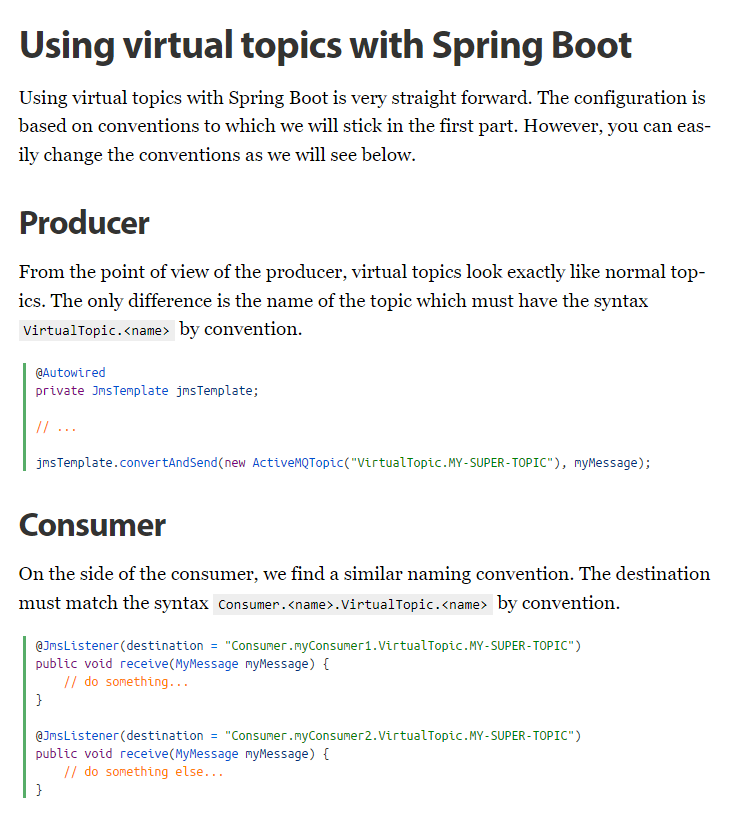 Using virtual topics with Spring Boot
Using virtual topics with Spring Boot is very straight forward. The configuration is
based on conventions to which we will stick in the first part. However, you can eas-
ily change the conventions as we will see below.
Producer
From the point of view of the producer, virtual topics look exactly like normal top-
ics. The only difference is the name of the topic which must have the syntax
VirtualTopic.<name> by convention.
@Autowired
private JmsTemplate jmsTemplate;
// ...
jmsTemplate.convertAndSend(new ActiveMQTopic("VirtualTopic.MY-SUPER-TOPIC"), myMessage);
Consumer
On the side of the consumer, we find a similar naming convention. The destination
must match the syntax Consumer.<name>.VirtualTopic.<name> by convention.
@JmsListener(destination = "Consumer.myConsumer1.VirtualTopic.MY-SUPER-TOPIC")
public void receive(MyMessage myMessage) {
    // do something...
}
@JmsListener(destination = "Consumer.myConsumer2.VirtualTopic.MY-SUPER-TOPIC")
public void receive(MyMessage myMessage) {
    // do something else...
}